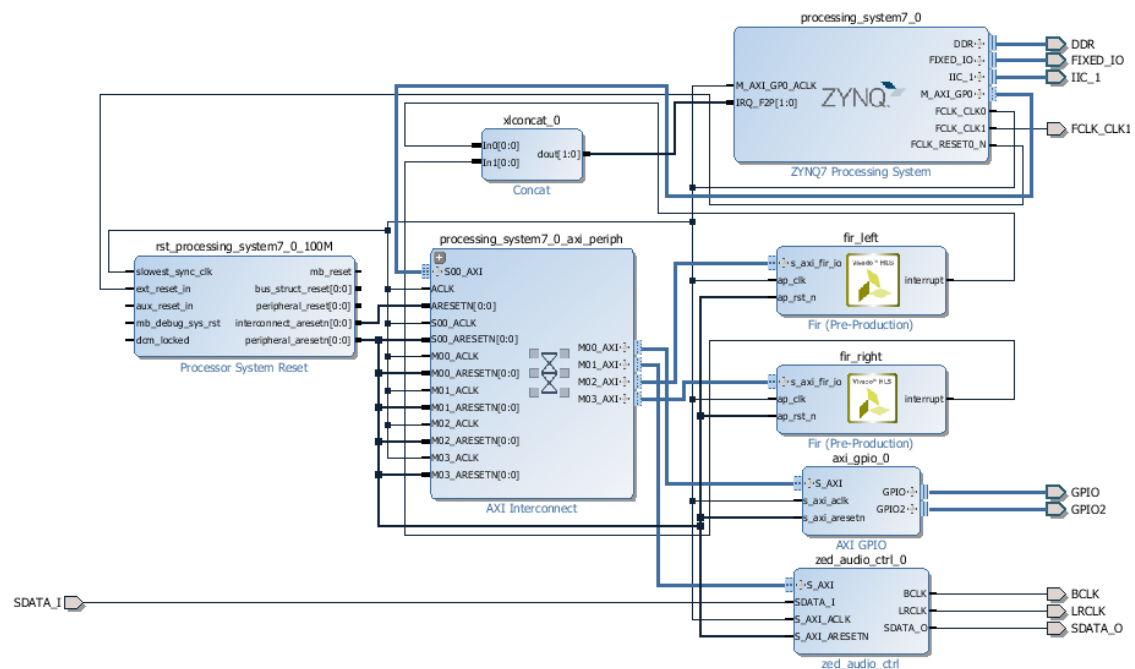 processing_system7_0
DDR
FIXED_IO
IIC_1
M_AXI_GP0
FCLK_CLK0
FCLK_CLK1
FCLK_RESET0_N
M_AXI_GP0_ACLK
IRQ_F2P[1:0]
ZYNQ
ZYNQ7 Processing System
DDR
FIXED_IO
IIC_1
FCLK_CLK1
xlconcat_0
In0[0:0]
In1[0:0]
dout[1:0]
Concat
rst_processing_system7_0_100M
slowest_sync_clk
ext_reset_in
aux_reset_in
mb_debug_sys_rst
dcm_locked
mb_reset
bus_struct_reset[0:0]
peripheral_reset[0:0]
interconnect_aresetn[0:0]
peripheral_aresetn[0:0]
Processor System Reset
processing_system7_0_axi_periph
S00_AXI
ACLK
ARESETN[0:0]
S00_ACLK
S00_ARESETN[0:0]
M00_ACLK
M00_ARESETN[0:0]
M01_ACLK
M01_ARESETN[0:0]
M02_ACLK
M02_ARESETN[0:0]
M03_ACLK
M03_ARESETN[0:0]
M00_AXI
M01_AXI
M02_AXI
M03_AXI
AXI Interconnect
fir_left
s_axi_fir_io
ap_clk
ap_rst_n
Vivado™ HLS
interrupt
Fir (Pre-Production)
fir_right
s_axi_fir_io
ap_clk
ap_rst_n
Vivado™ HLS
interrupt
Fir (Pre-Production)
axi_gpio_0
S_AXI
s_axi_aclk
s_axi_aresetn
GPIO
GPIO2
AXI GPIO
GPIO
GPIO2
zed_audio_ctrl_0
S_AXI
SDATA_I
S_AXI_ACLK
S_AXI_ARESETN
BCLK
LRCLK
SDATA_O
zed_audio_ctrl
SDATA_I
BCLK
LRCLK
SDATA_O